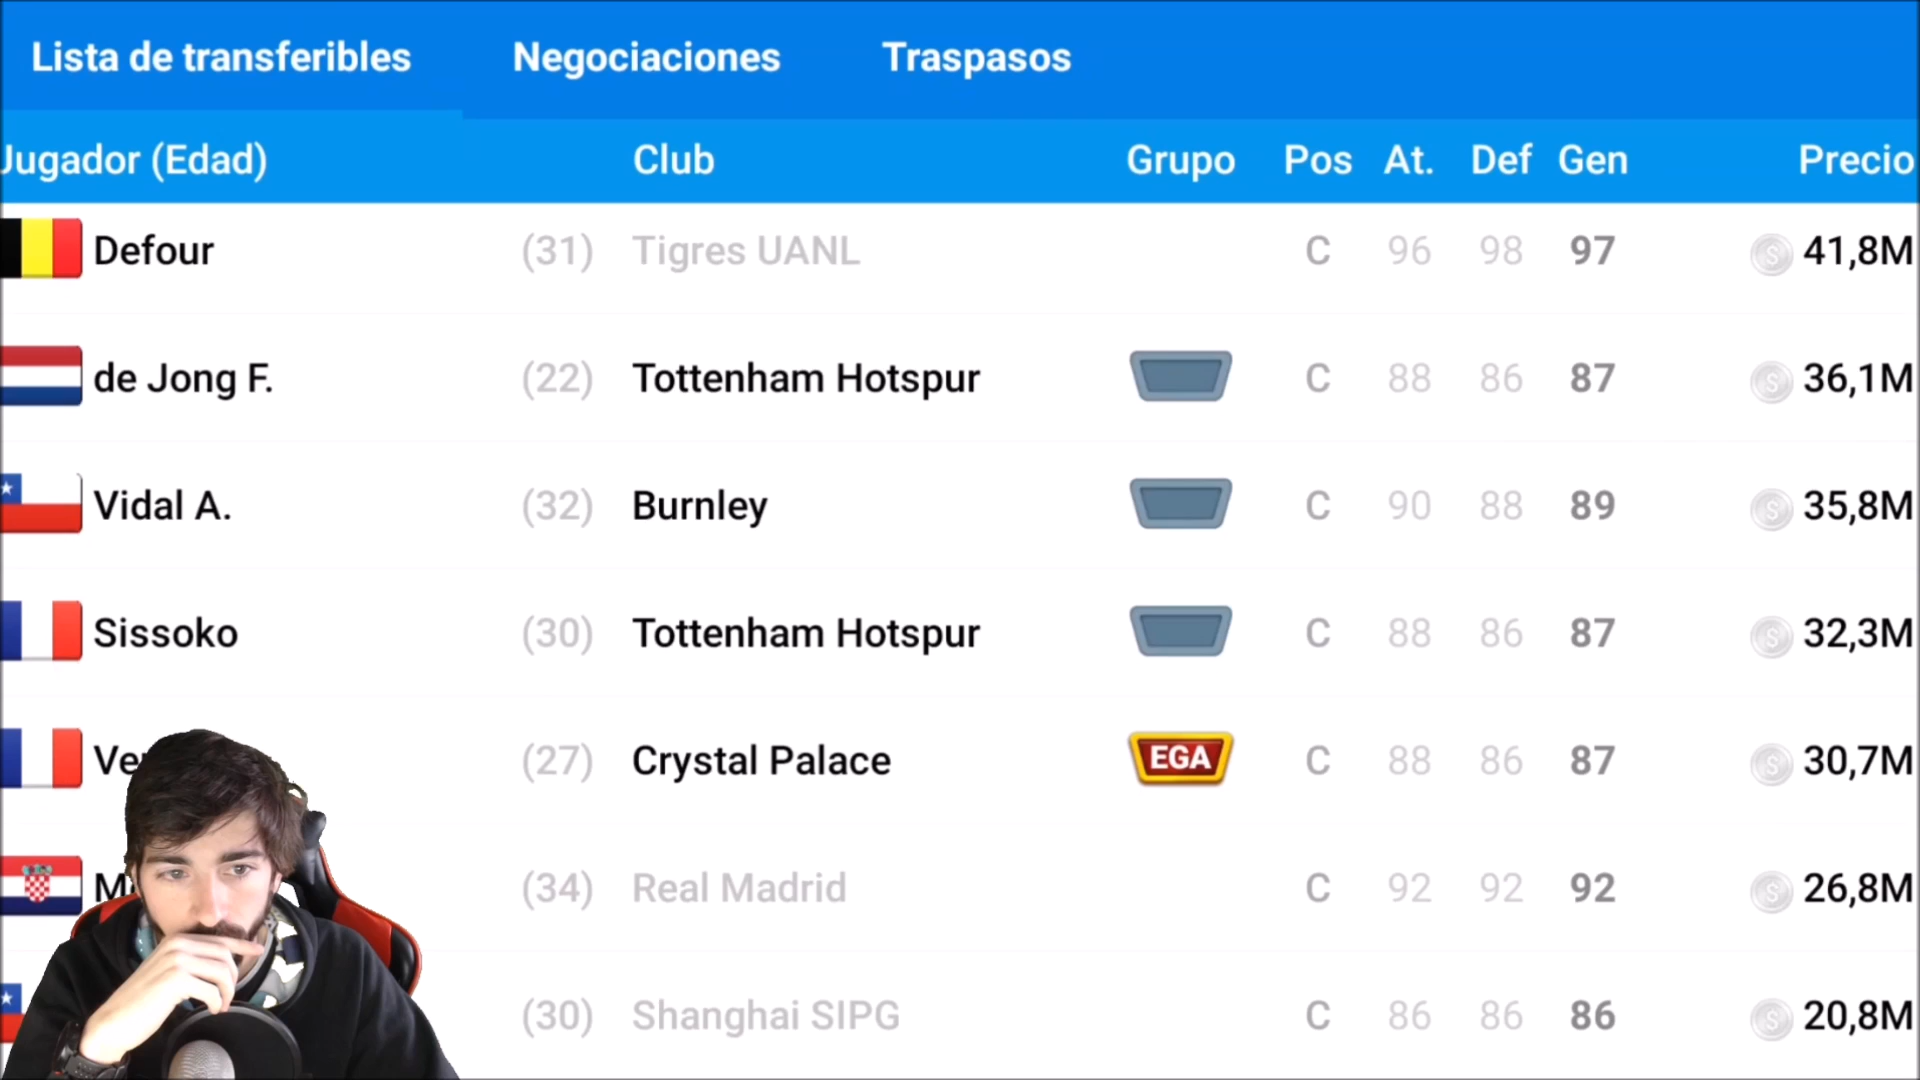 Lista de transferibles Negociaciones Traspasos
Jugador (Edad) Club Grupo Pos At. Def Gen Precio
Defour (31) Tigres UANL C 96 98 97 41,8M
de Jong F. (22) Tottenham Hotspur C 88 86 87 36,1M
Vidal A. (32) Burnley C 90 88 89 35,8M
Sissoko (30) Tottenham Hotspur C 88 86 87 32,3M
(27) Crystal Palace EGA C 88 86 87 30,7M
(34) Real Madrid C 92 92 92 26,8M
(30) Shanghai SIPG C 86 86 86 20,8M